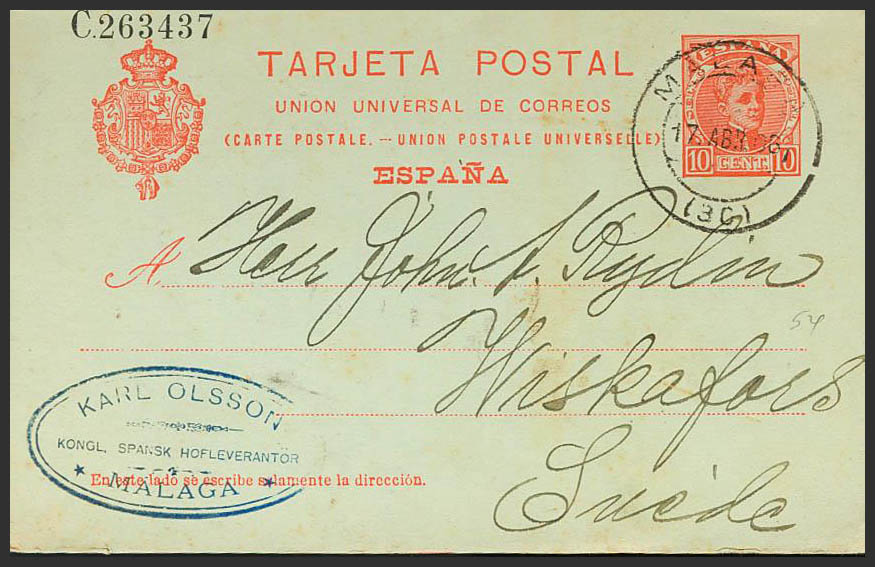 C.263437
TARJETA POSTAL
UNION UNIVERSAL DE CORREOS
(CARTE POSTALE. — UNION POSTALE UNIVERSELLE)
ESPAÑA
ESPAÑA
10 CENT. 10
MALAGA
17 ABR
(3C)
A Herr John. A. Rydin
Wiskafors
Suède
54
KARL OLSSON
KONGL. SPANSK HOFLEVERANTÖR
MALAGA
En este lado se escribe solamente la dirección.